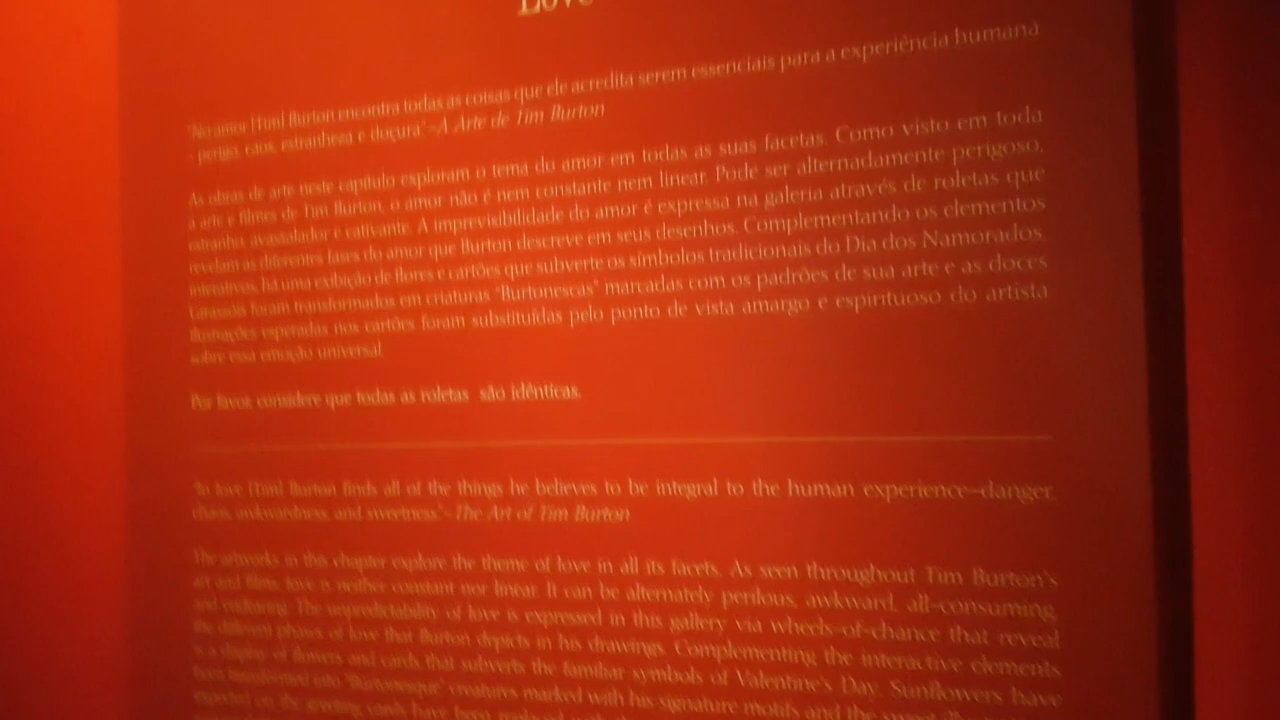 Love
"No amor [Tim] Burton encontra todas as coisas que ele acredita serem essenciais para a experiência humana
- perigo, caos, estranheza e doçura" -A Arte de Tim Burton
As obras de arte neste capítulo exploram o tema do amor em todas as suas facetas. Como visto em toda
a arte e filmes de Tim Burton, o amor não é nem constante nem linear. Pode ser alternadamente perigoso,
estranho, avassalador e cativante. A imprevisibilidade do amor é expressa na galeria através de roletas que
revelam as diferentes fases do amor que Burton descreve em seus desenhos. Complementando os elementos
interativos, há uma exibição de flores e cartões que subverte os símbolos tradicionais do Dia dos Namorados.
Girassóis foram transformados em criaturas "Burtonescas" marcadas com os padrões de sua arte e as doces
ilustrações esperadas nos cartões foram substituídas pelo ponto de vista amargo e espirituoso do artista
sobre essa emoção universal.
Por favor, considere que todas as roletas são idênticas.
"In love [Tim] Burton finds all of the things he believes to be integral to the human experience—danger,
chaos, awkwardness, and sweetness."-The Art of Tim Burton
The artworks in this chapter explore the theme of love in all its facets. As seen throughout Tim Burton's
art and films, love is neither constant nor linear. It can be alternately perilous, awkward, all-consuming,
and endearing. The unpredictability of love is expressed in this gallery via wheels-of-chance that reveal
the different phases of love that Burton depicts in his drawings. Complementing the interactive elements
is a display of flowers and cards that subverts the familiar symbols of Valentine's Day. Sunflowers have
been transformed into "Burtonesque" creatures marked with his signature motifs and the sweet
expected on the greeting cards have been